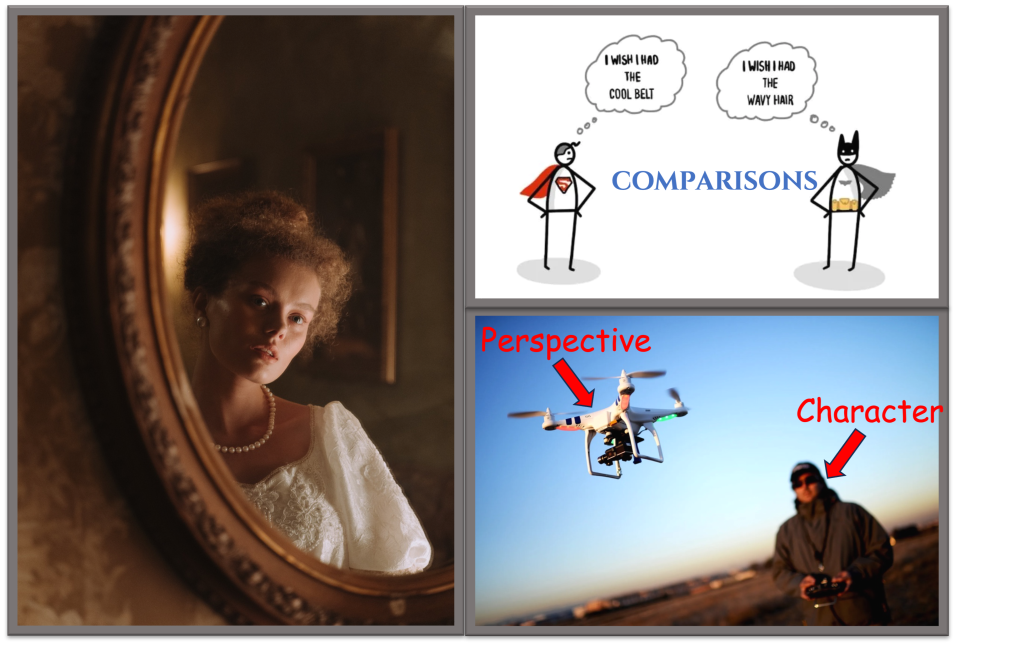 I WISH I HAD
THE
COOL BELT
I WISH I HAD
THE
WAVY HAIR
COMPARISONS
Perspective
Character